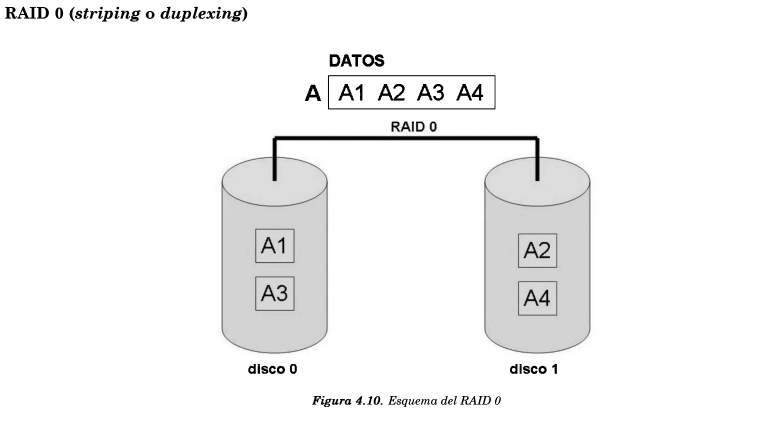 RAID 0 (striping o duplexing)
DATOS
A A1 A2 A3 A4
RAID 0
A1 A2
A3 A4
disco 0 disco 1
Figura 4.10. Esquema del RAID 0